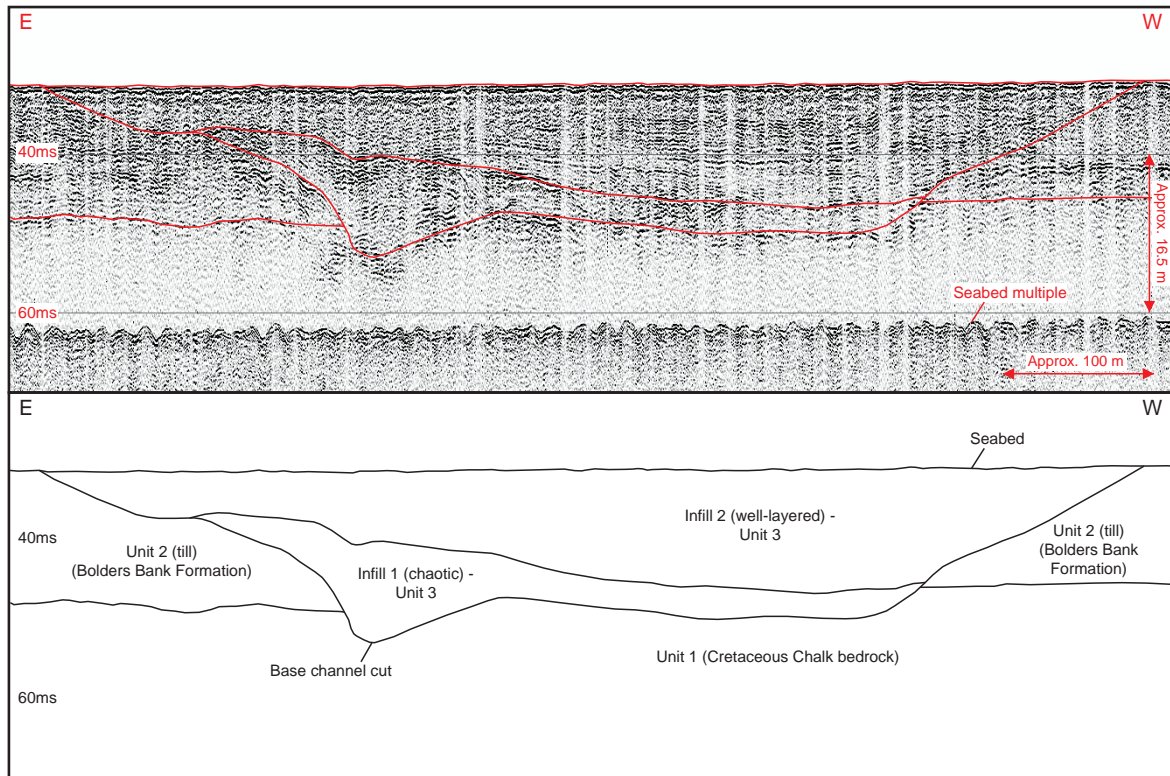 E
W
40ms
Approx. 16.5 m
60ms
Seabed multiple
Approx. 100 m
E
W
Seabed
Infill 2 (well-layered) -
Unit 3
40ms
Unit 2 (till)
(Bolders Bank Formation)
Infill 1 (chaotic) -
Unit 3
Unit 2 (till)
(Bolders Bank
Formation)
Base channel cut
Unit 1 (Cretaceous Chalk bedrock)
60ms